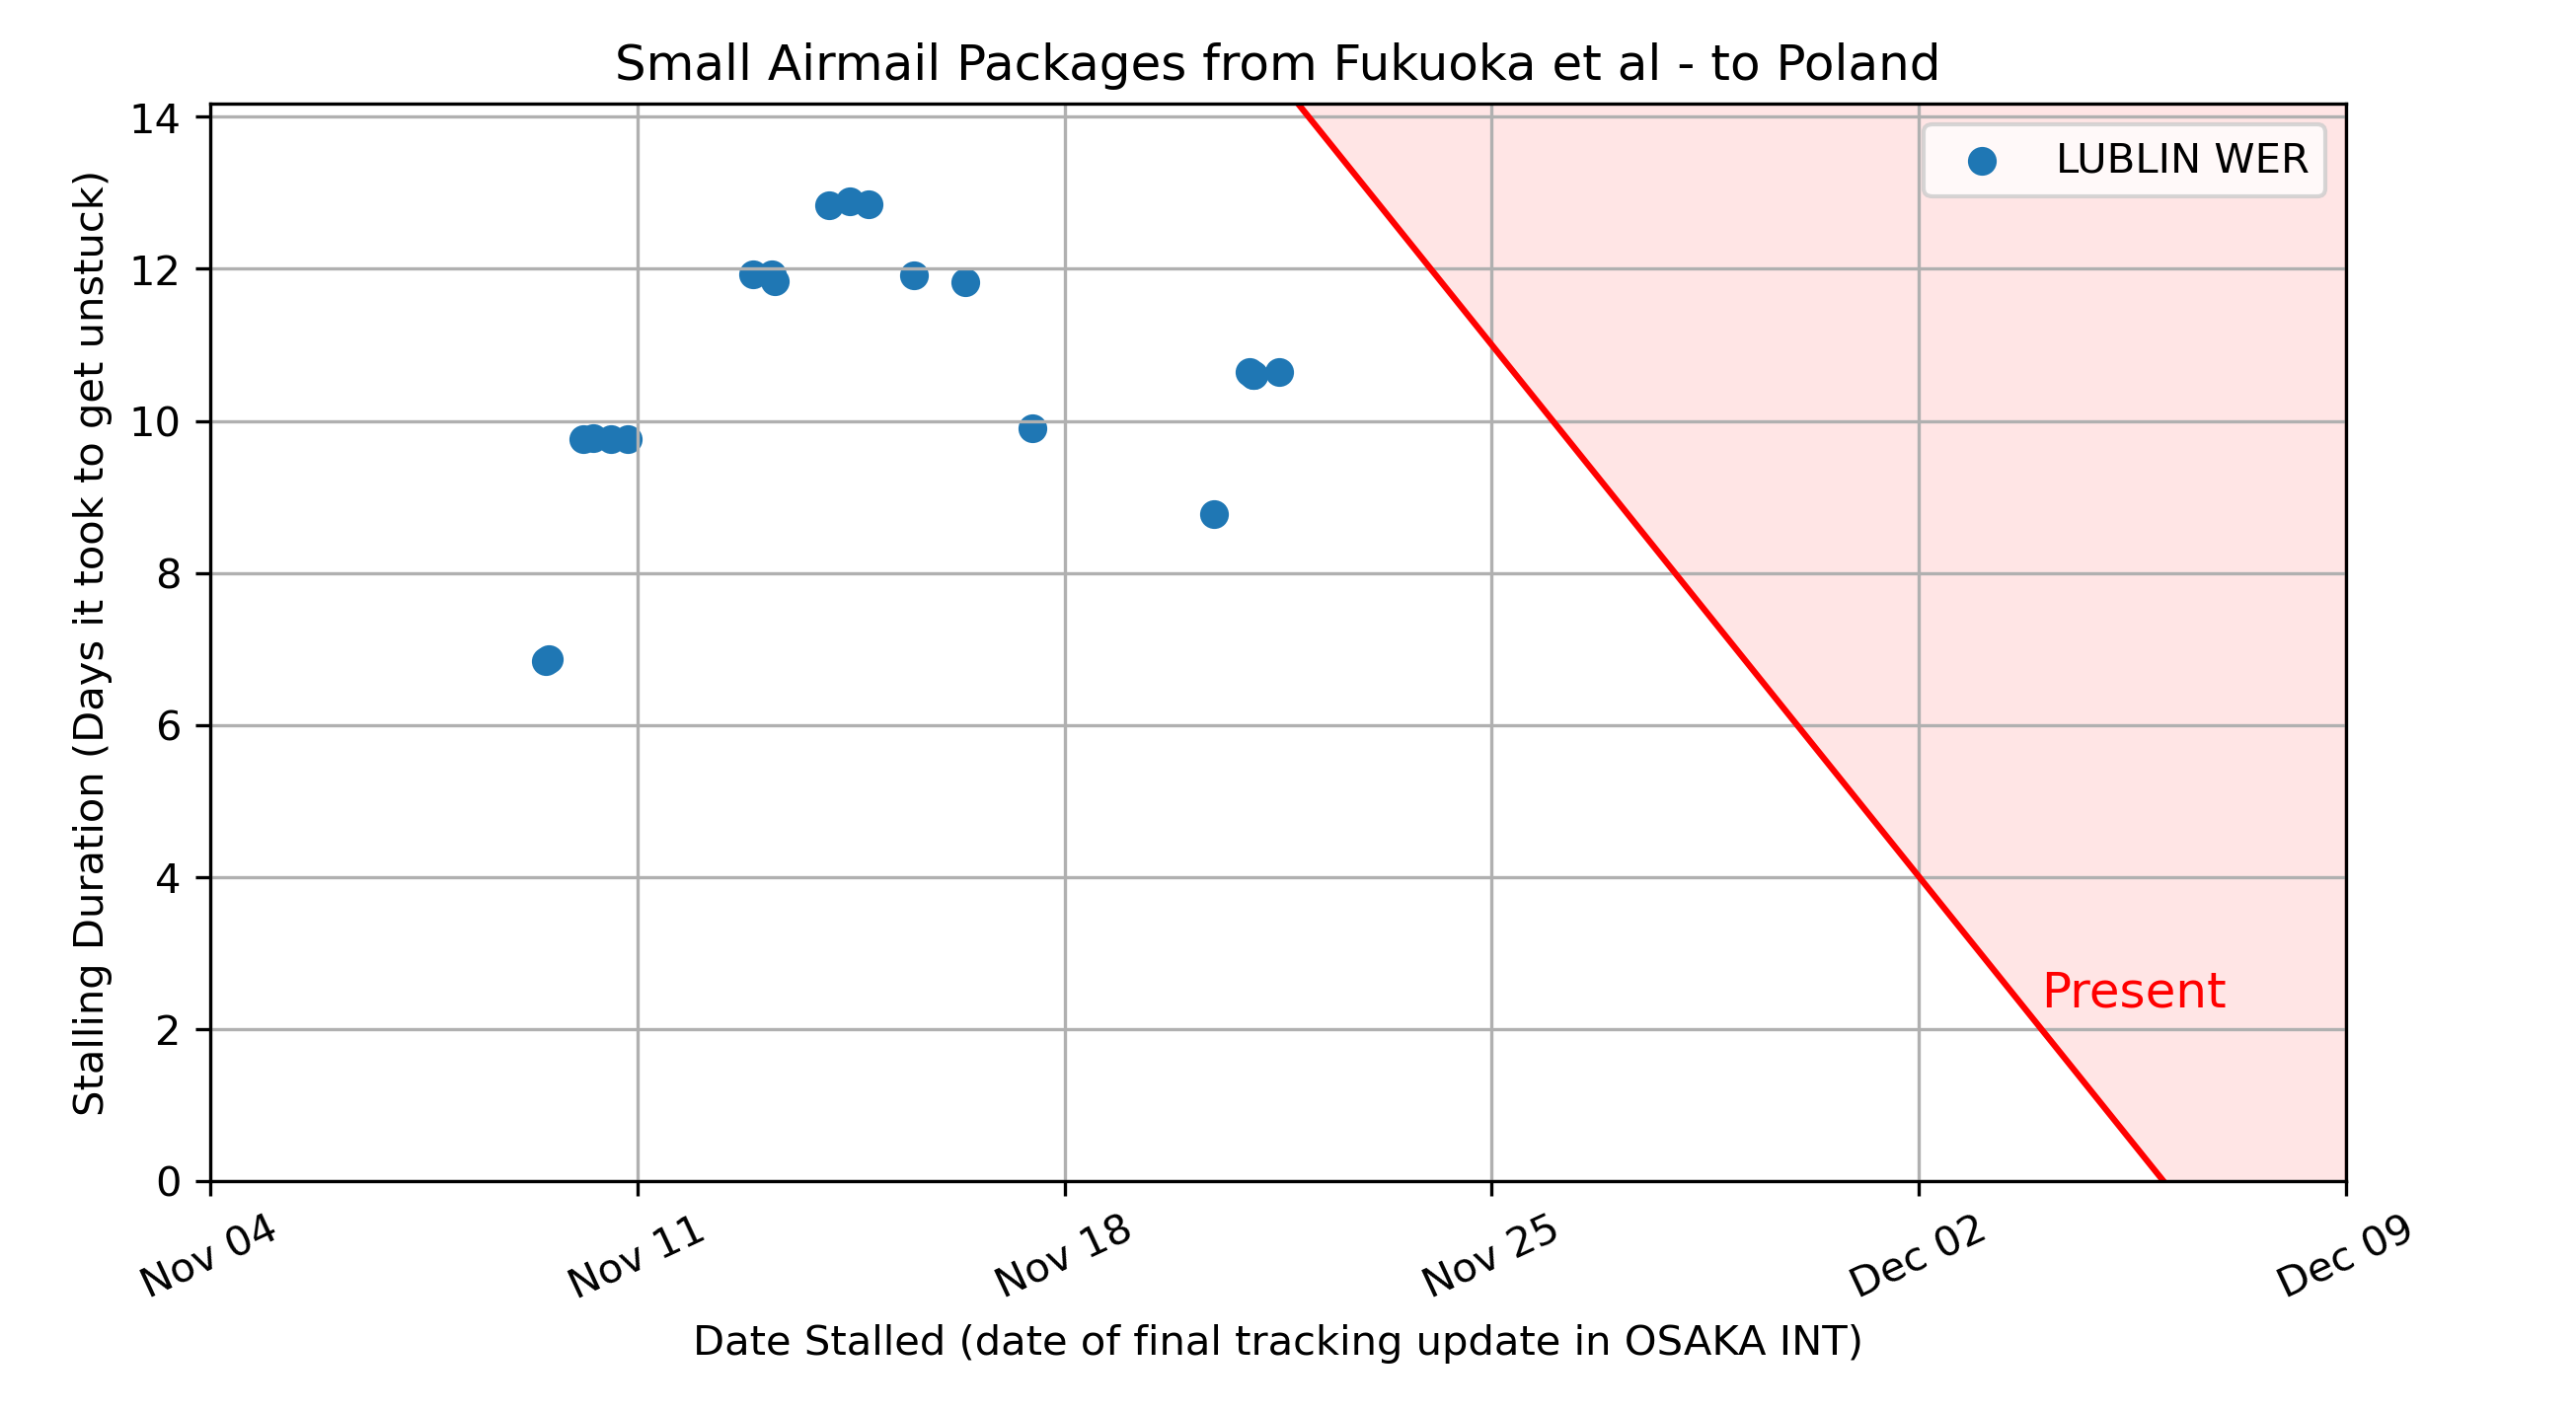 Small Airmail Packages from Fukuoka et al - to Poland
Stalling Duration (Days it took to get unstuck)
14
12
10
8
6
4
2
0
LUBLIN WER
Present
Nov 04
Nov 11
Nov 18
Nov 25
Dec 02
Dec 09
Date Stalled (date of final tracking update in OSAKA INT)